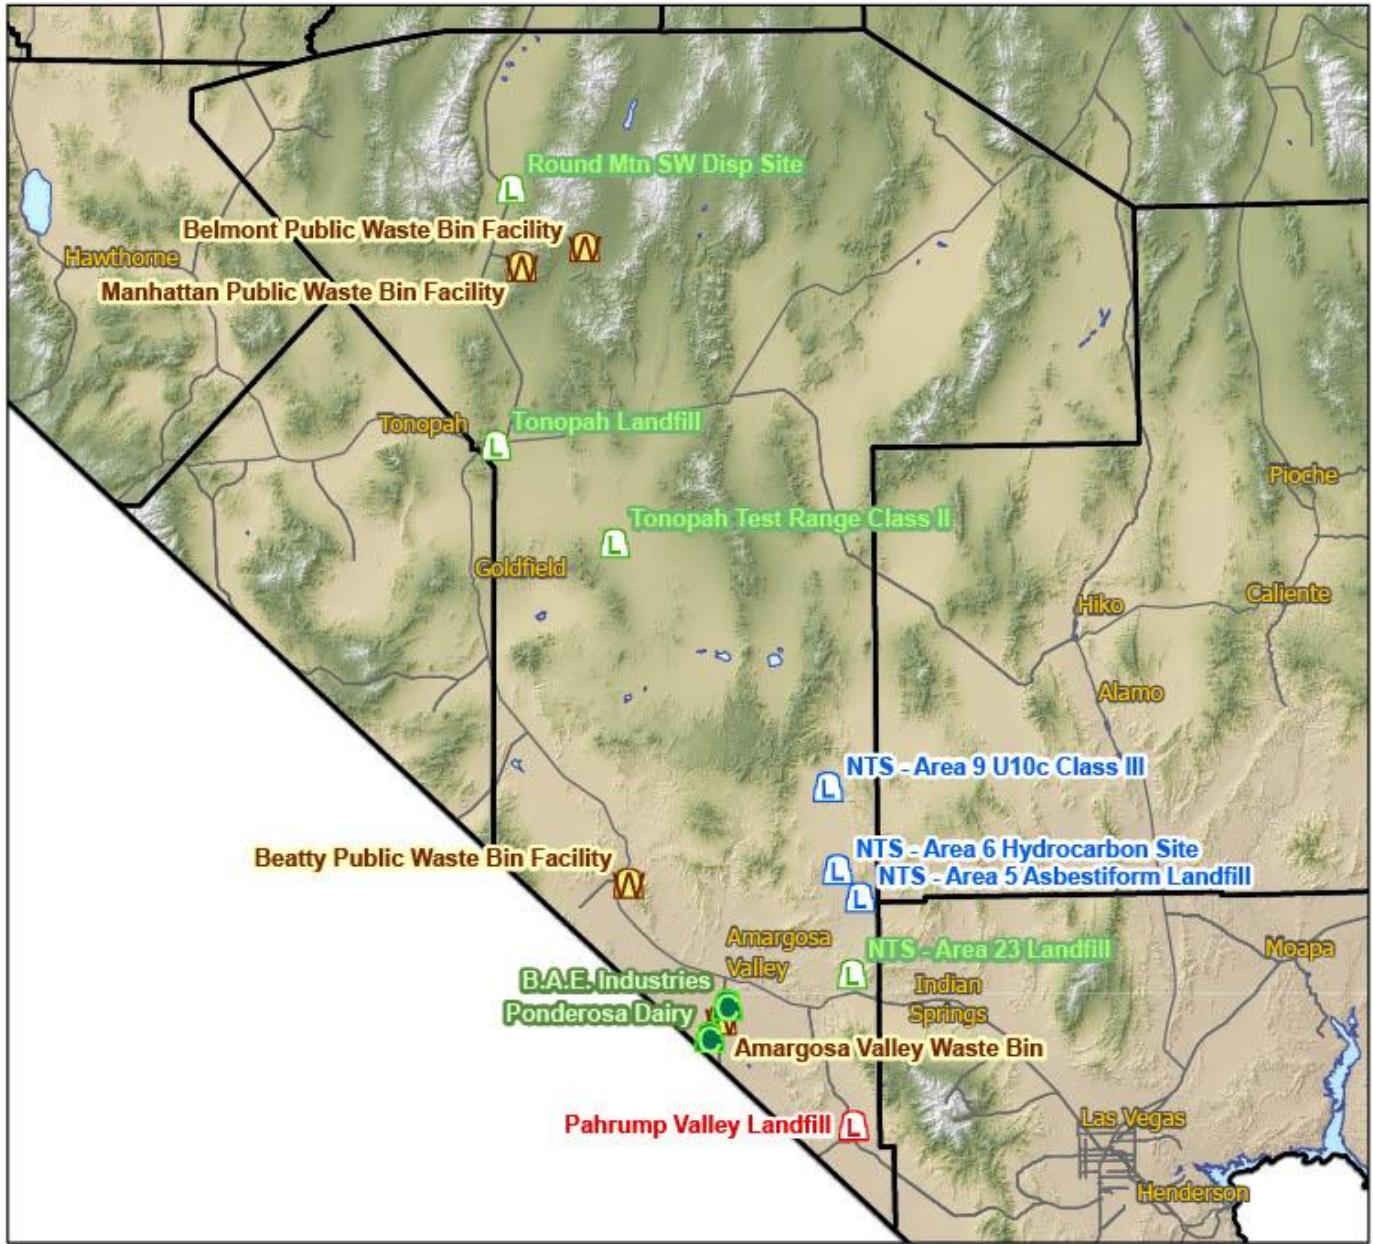 Round Mtn SW Disp Site
L
Belmont Public Waste Bin Facility
W
Hawthorne
W
Manhattan Public Waste Bin Facility
Tonopah
Tonopah Landfill
L
Pioche
Tonopah Test Range Class II
L
Goldfield
Caliente
Hiko
Alamo
NTS - Area 9 U10c Class III
L
NTS - Area 6 Hydrocarbon Site
L
NTS - Area 5 Asbestiform Landfill
L
Beatty Public Waste Bin Facility
W
Amargosa
Valley
NTS - Area 23 Landfill
L
Moapa
B.A.E. Industries
C
Indian
Springs
Ponderosa Dairy
C
Amargosa Valley Waste Bin
Pahrump Valley Landfill
L
Las Vegas
Henderson